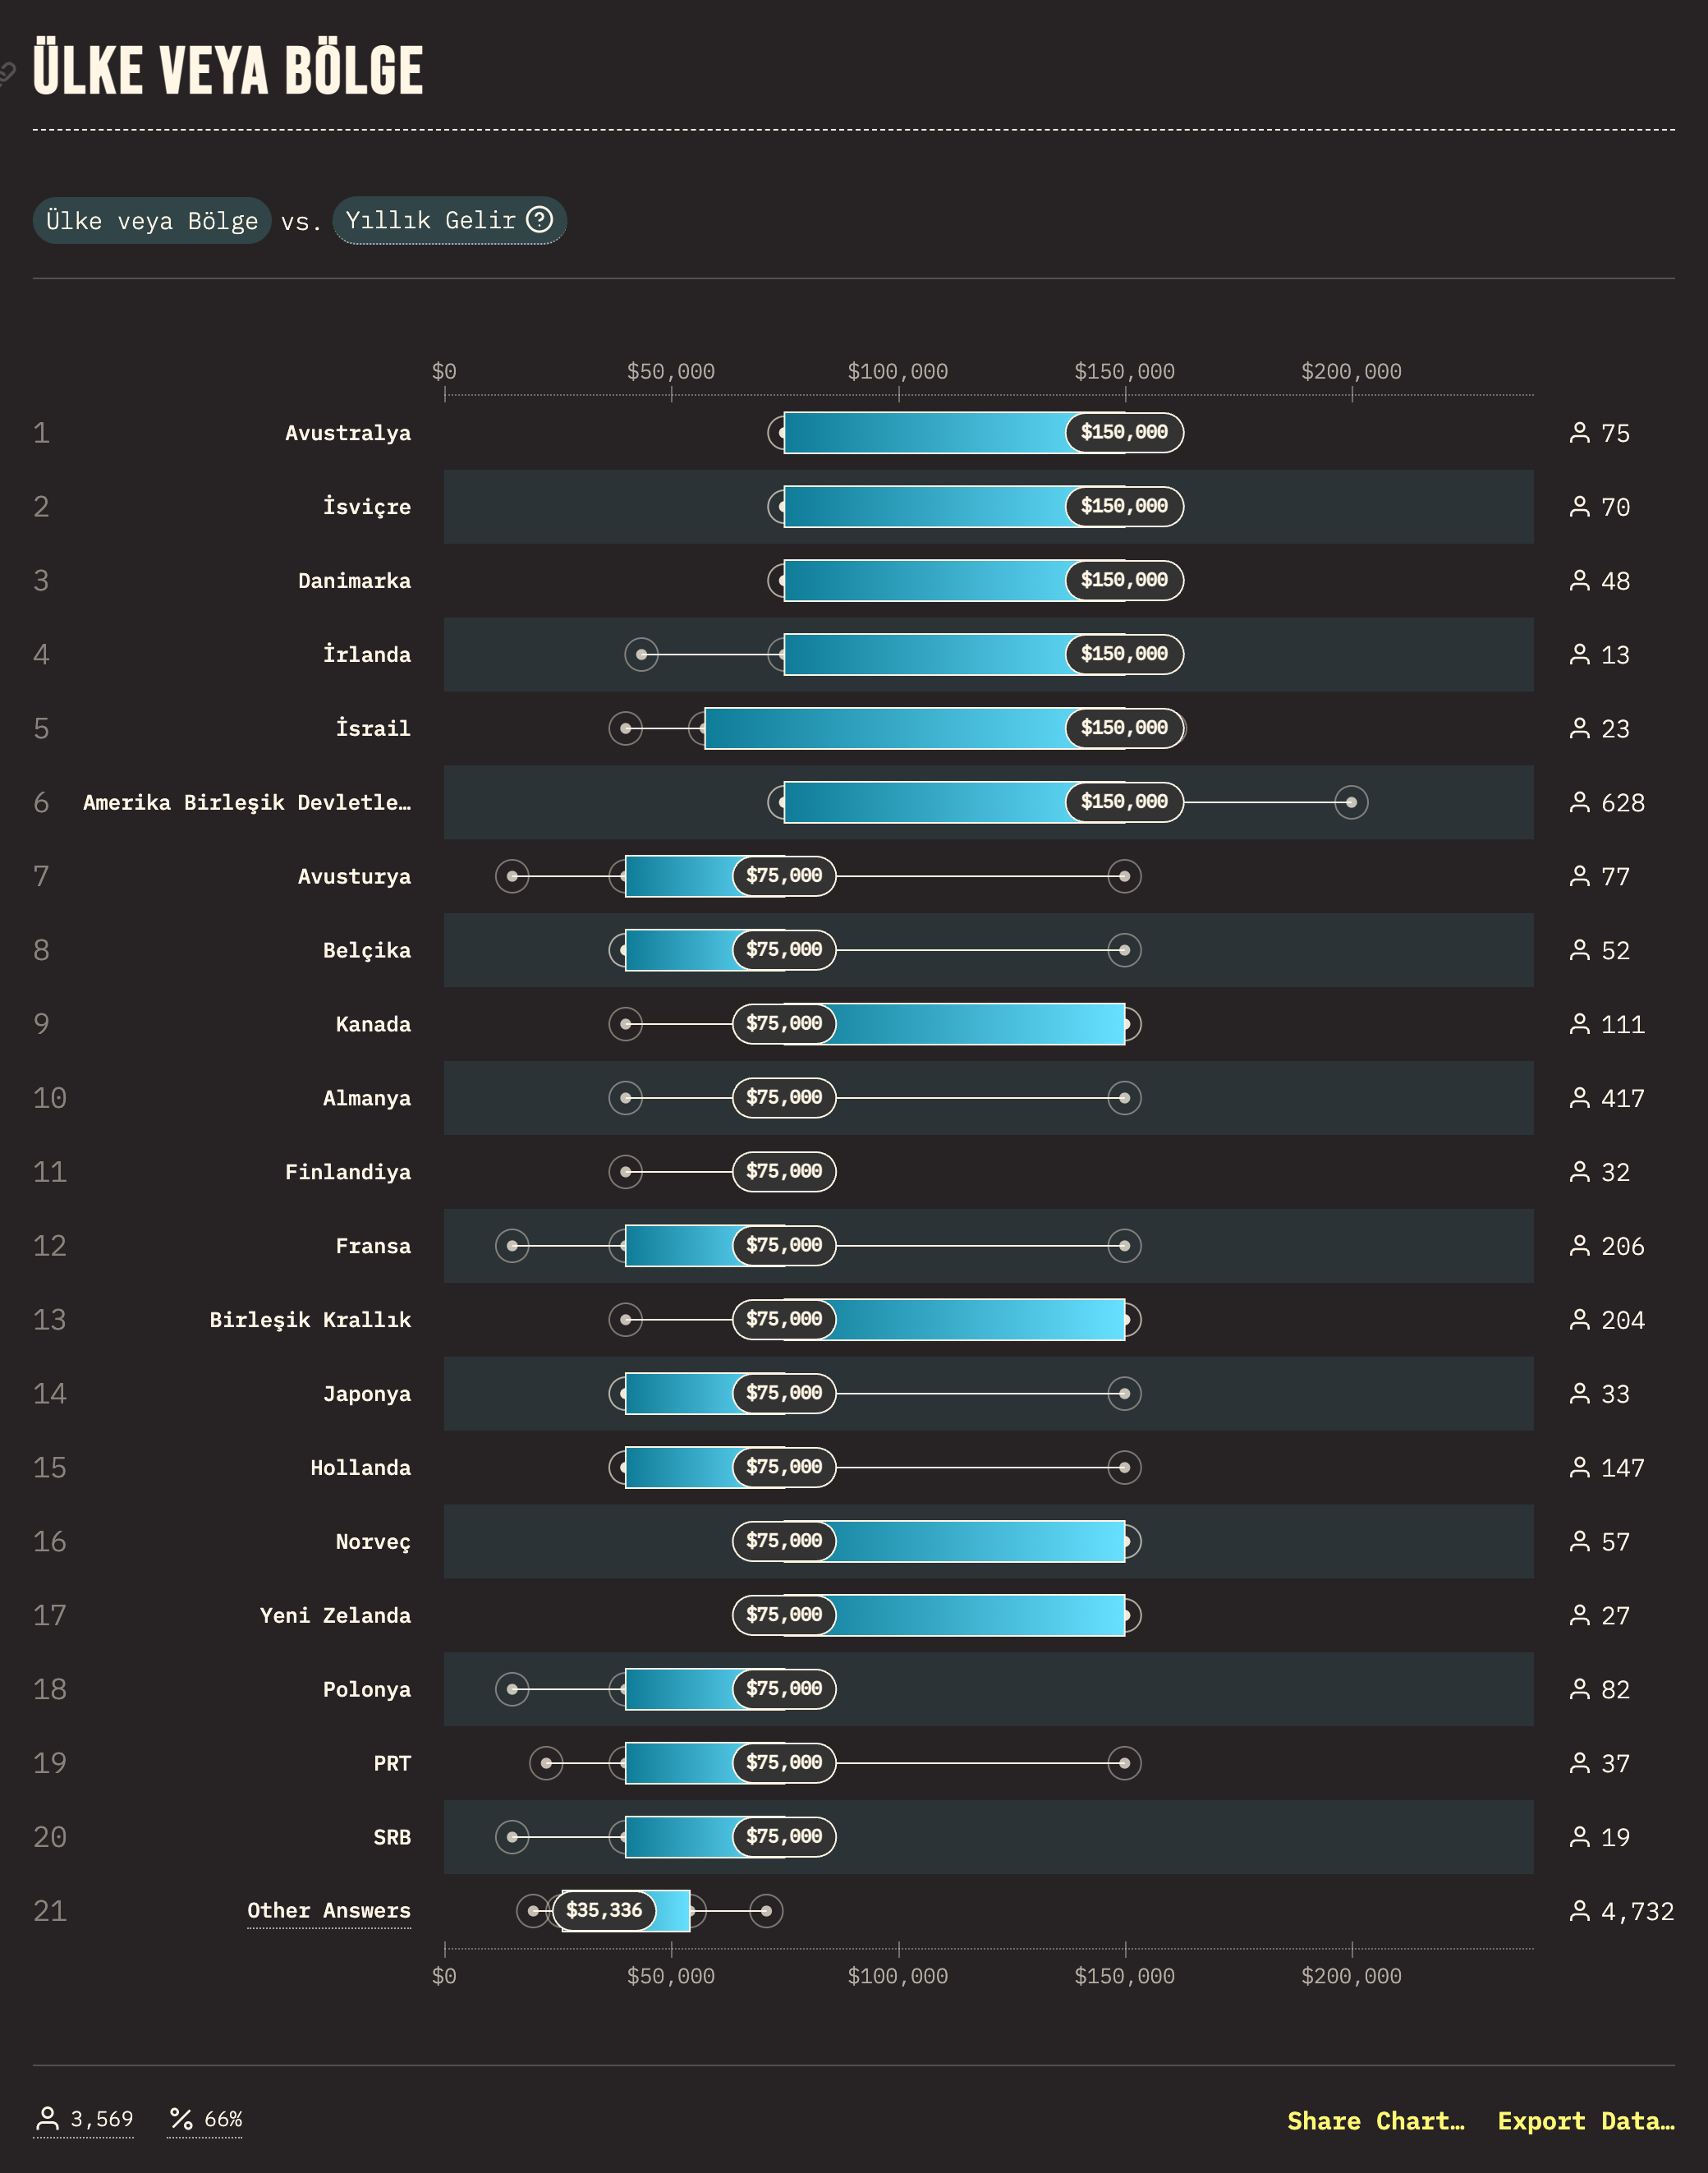 ÜLKE VEYA BÖLGE
Ülke veya Bölge vs. Yıllık Gelir ?
$0 $50,000 $100,000 $150,000 $200,000
1 Avustralya $150,000 75
2 İsviçre $150,000 70
3 Danimarka $150,000 48
4 İrlanda $150,000 13
5 İsrail $150,000 23
6 Amerika Birleşik Devletle… $150,000 628
7 Avusturya $75,000 77
8 Belçika $75,000 52
9 Kanada $75,000 111
10 Almanya $75,000 417
11 Finlandiya $75,000 32
12 Fransa $75,000 206
13 Birleşik Krallık $75,000 204
14 Japonya $75,000 33
15 Hollanda $75,000 147
16 Norveç $75,000 57
17 Yeni Zelanda $75,000 27
18 Polonya $75,000 82
19 PRT $75,000 37
20 SRB $75,000 19
21 Other Answers $35,336 4,732
$0 $50,000 $100,000 $150,000 $200,000
3,569 % 66% Share Chart… Export Data…